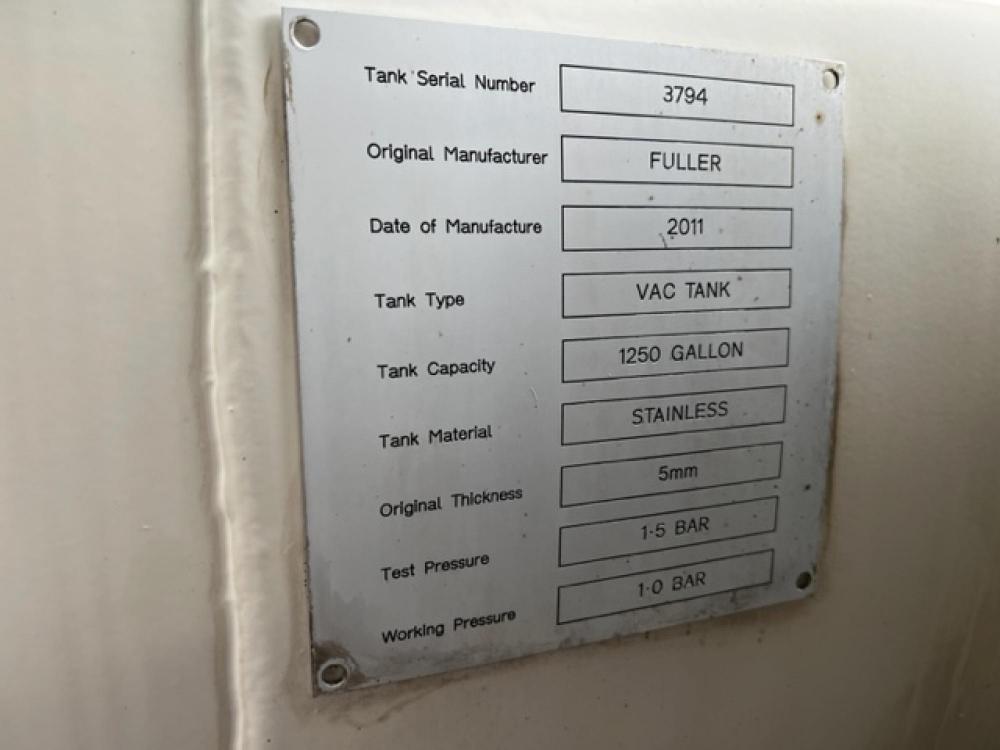 Tank Serial Number 3794
Original Manufacturer FULLER
Date of Manufacture 2011
Tank Type VAC TANK
Tank Capacity 1250 GALLON
Tank Material STAINLESS
Original Thickness 5mm
Test Pressure 1·5 BAR
Working Pressure 1·0 BAR